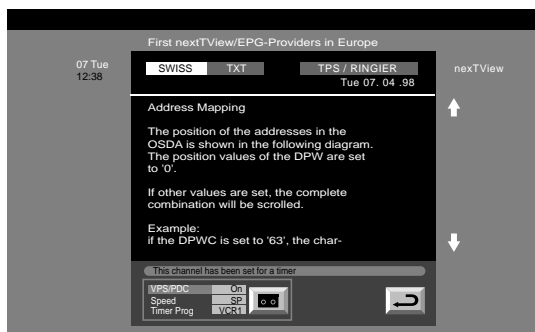 First nextTView/EPG-Providers in Europe
07 Tue
12:38
SWISS TXT TPS / RINGIER nexTView
Tue 07. 04 .98
Address Mapping
The position of the addresses in the
OSDA is shown in the following diagram.
The position values of the DPW are set
to '0'.
If other values are set, the complete
combination will be scrolled.
Example:
if the DPWC is set to '63', the char-
This channel has been set for a timer
VPS/PDC On
Speed SP
Timer Prog VCR1